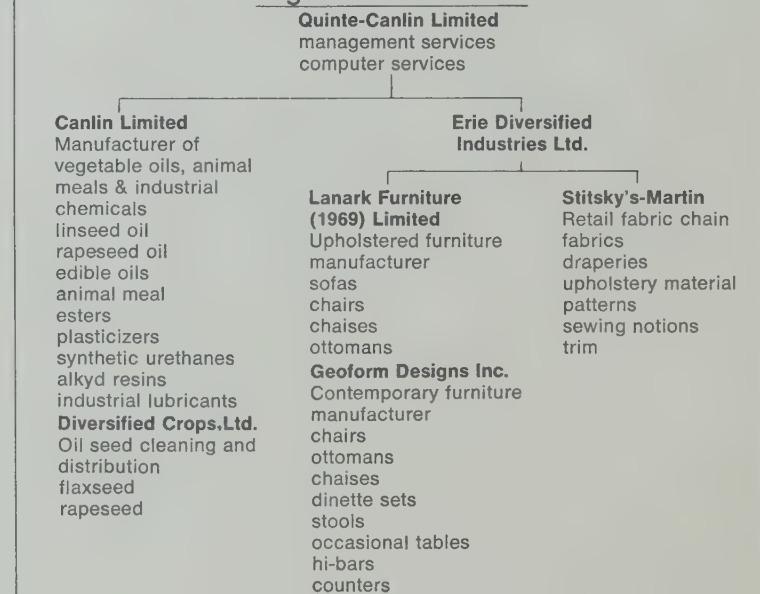 Quinte-Canlin Limited
management services
computer services
Canlin Limited
Manufacturer of
vegetable oils, animal
meals & industrial
chemicals
linseed oil
rapeseed oil
edible oils
animal meal
esters
plasticizers
synthetic urethanes
alkyd resins
industrial lubricants
Diversified Crops,Ltd.
Oil seed cleaning and
distribution
flaxseed
rapeseed
Erie Diversified
Industries Ltd.
Lanark Furniture
(1969) Limited
Upholstered furniture
manufacturer
sofas
chairs
chaises
ottomans
Geoform Designs Inc.
Contemporary furniture
manufacturer
chairs
ottomans
chaises
dinette sets
stools
occasional tables
hi-bars
counters
Stitsky's-Martin
Retail fabric chain
fabrics
draperies
upholstery material
patterns
sewing notions
trim